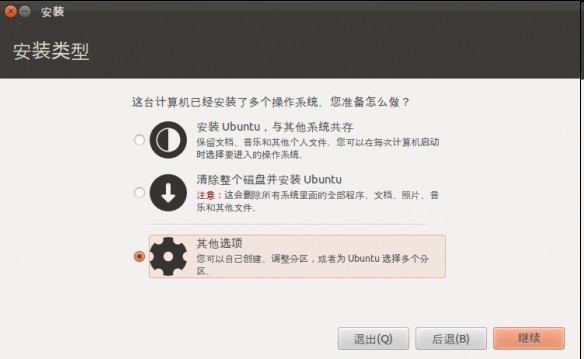 安装
安装类型
这台计算机已经安装了多个操作系统。您准备怎么做？
安装 Ubuntu，与其他系统共存
保留文档、音乐和其他个人文件。您可以在每次计算机启动
时选择要进入的操作系统。
清除整个磁盘并安装 Ubuntu
注意：这会删除所有系统里面的全部程序、文档、照片、音
乐和其他文件。
其他选项
您可以自己创建、调整分区，或者为 Ubuntu 选择多个分
区。
退出(Q) 后退(B) 继续